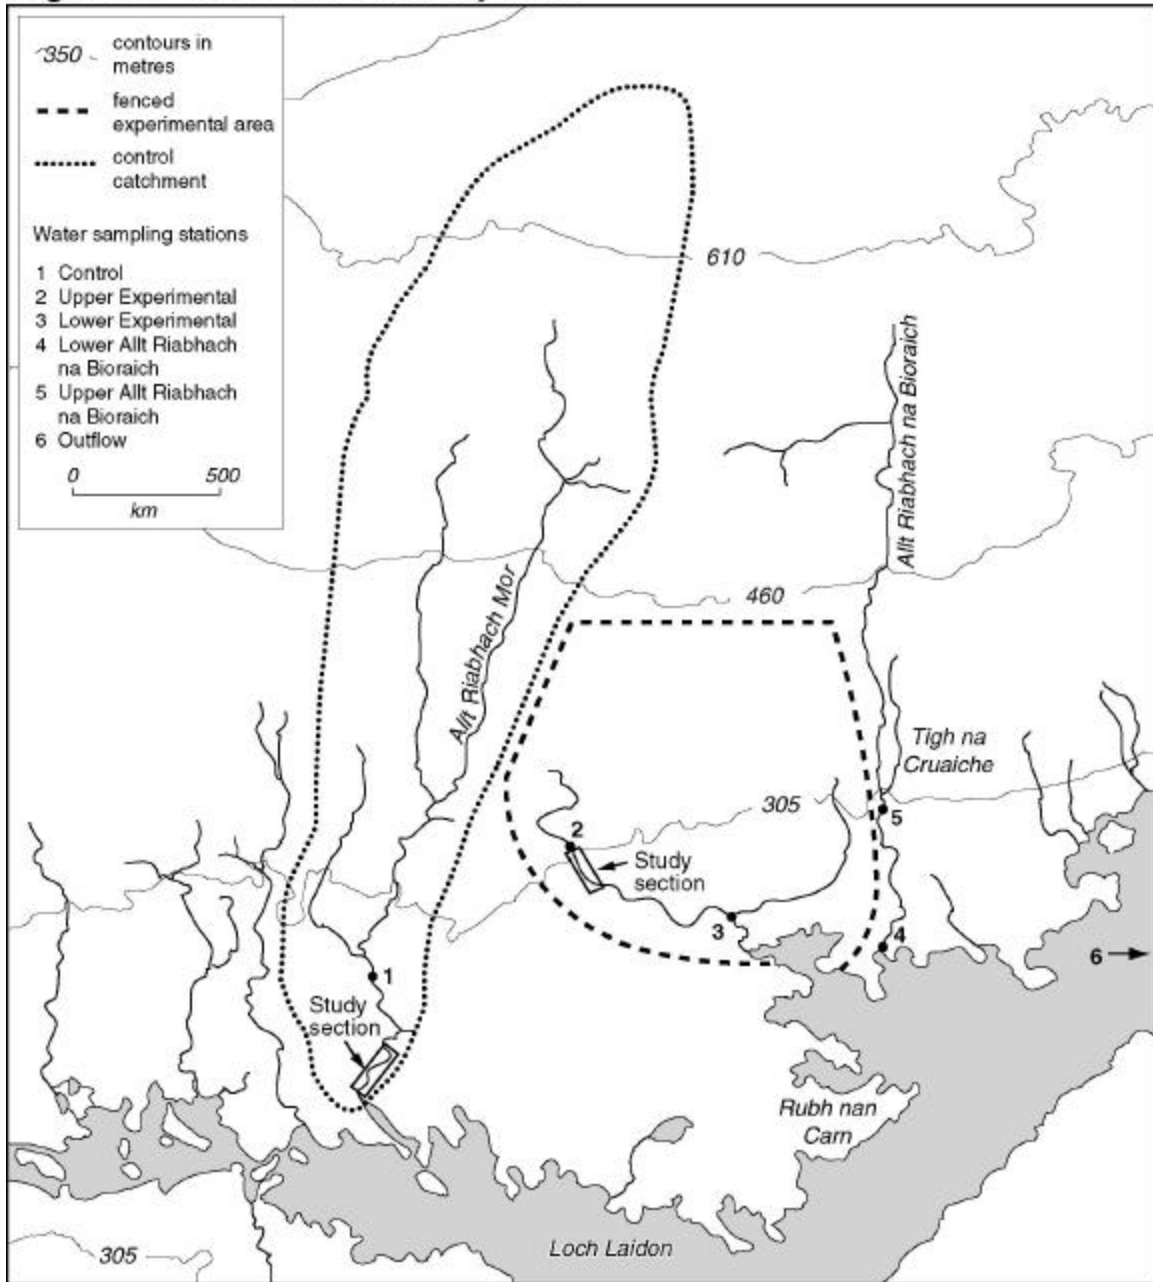 350
contours in
metres
fenced
experimental area
control
catchment
Water sampling stations
1 Control
2 Upper Experimental
3 Lower Experimental
4 Lower Allt Riabhach
na Bioraich
5 Upper Allt Riabhach
na Bioraich
6 Outflow
0 500
km
610
Allt Riabhach na Bioraich
460
Allt Riabhach Mor
Tigh na
Cruaiche
305
5
2
Study
section
3
4
6
1
Study
section
Rubh nan
Carn
Loch Laidon
305